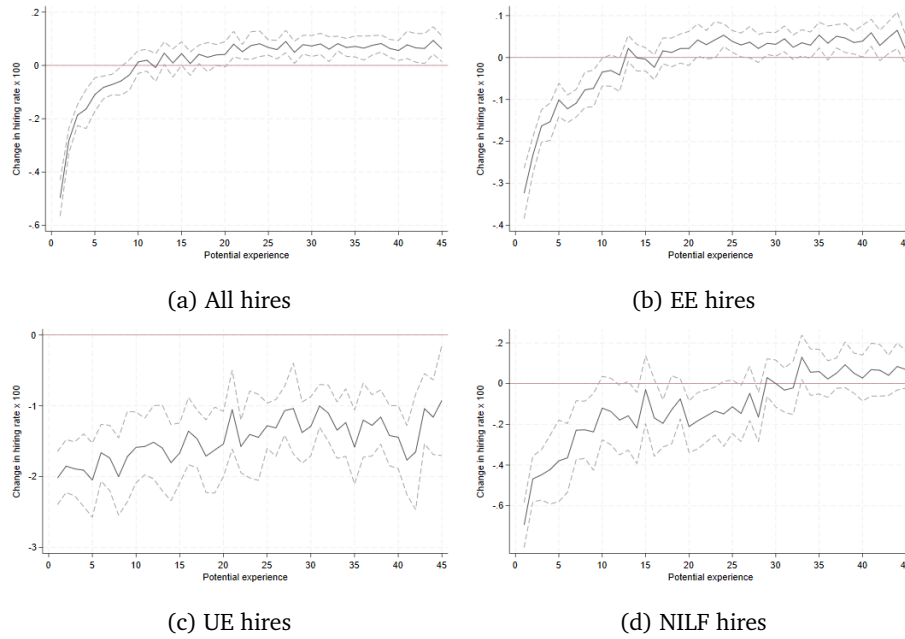 .2
0
-.2
-.4
-.6
Change in hiring rate x 100
0 5 10 15 20 25 30 35 40 45
Potential experience
(a) All hires
.1
0
-.1
-.2
-.3
-.4
Change in hiring rate x 100
0 5 10 15 20 25 30 35 40 45
Potential experience
(b) EE hires
0
-1
-2
-3
Change in hiring rate x 100
0 5 10 15 20 25 30 35 40 45
Potential experience
(c) UE hires
.2
0
-.2
-.4
-.6
Change in hiring rate x 100
0 5 10 15 20 25 30 35 40 45
Potential experience
(d) NILF hires